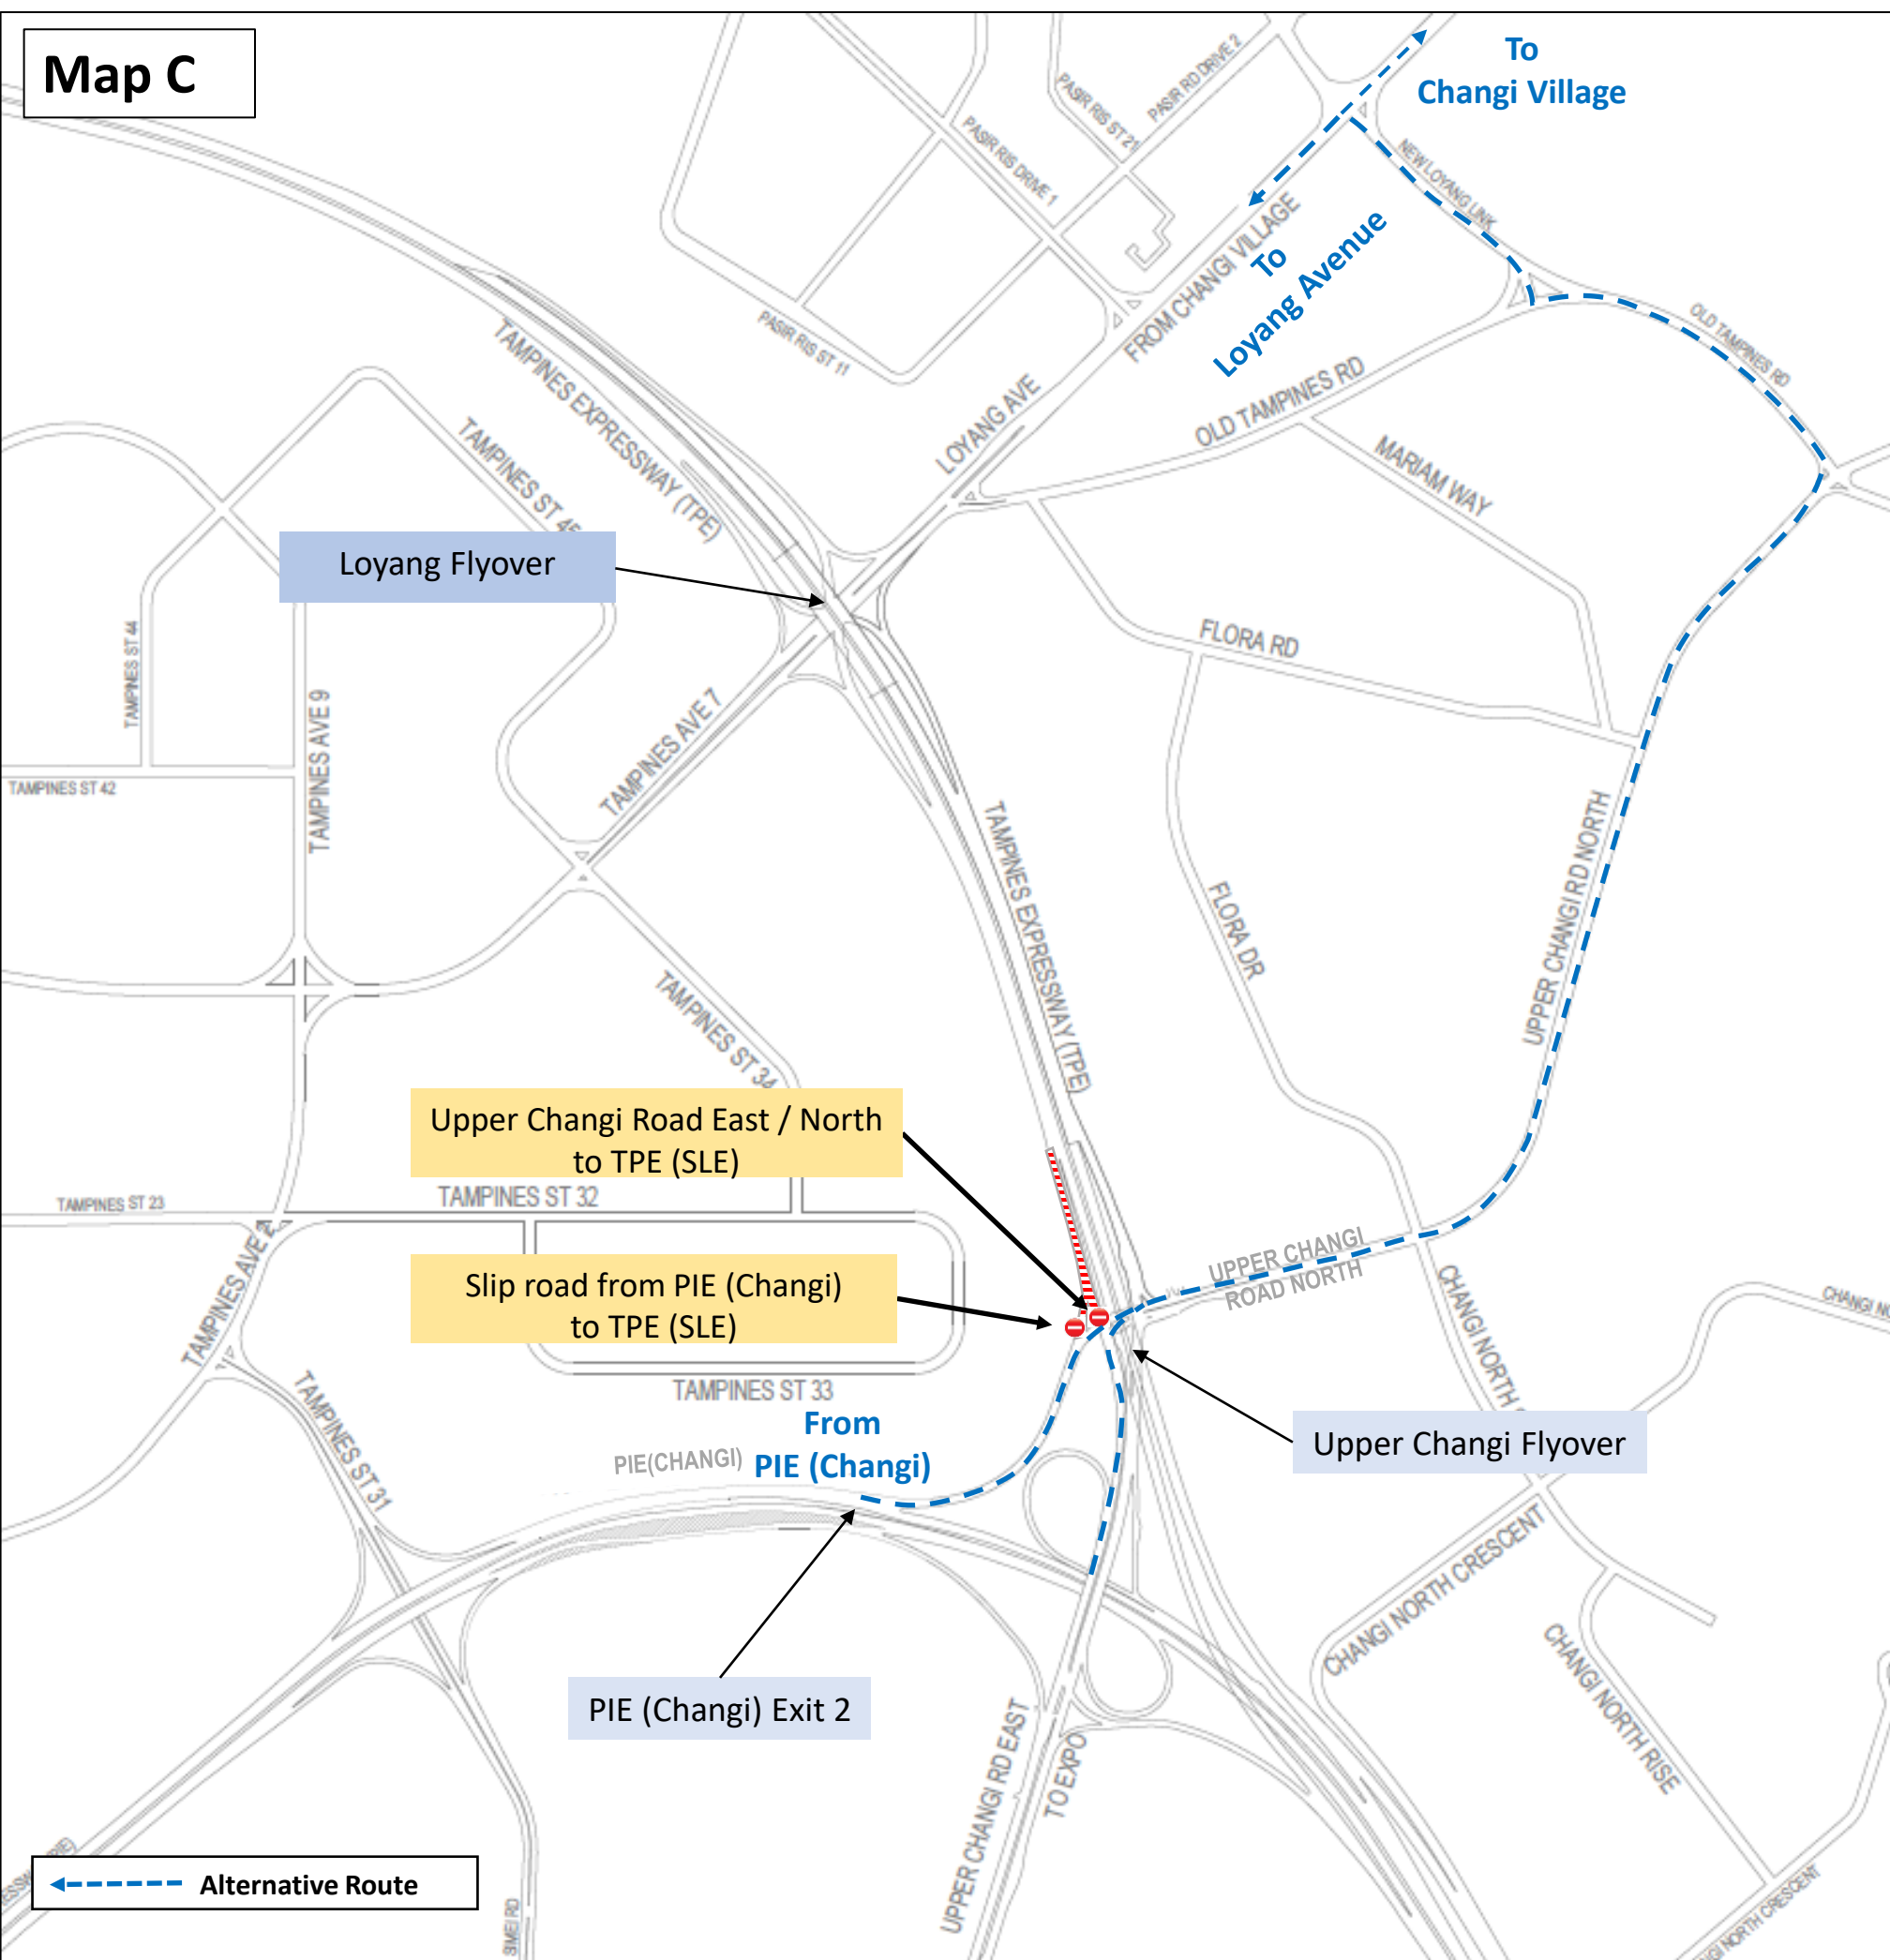 Map C
To
Changi Village
PASIR RIS DRIVE 1
PASIR RIS ST 21
PASIR RD DRIVE 2
NEW LOYANG LINK
FROM CHANGI VILLAGE
To
Loyang Avenue
PASIR RIS ST 11
OLD TAMPINES RD
TAMPINES EXPRESSWAY (TPE)
LOYANG AVE
OLD TAMPINES RD
MARIAM WAY
TAMPINES ST 45
Loyang Flyover
FLORA RD
TAMPINES ST 44
TAMPINES AVE 9
TAMPINES AVE 7
TAMPINES ST 42
TAMPINES EXPRESSWAY (TPE)
UPPER CHANGI RD NORTH
FLORA DR
TAMPINES ST 34
Upper Changi Road East / North
to TPE (SLE)
TAMPINES ST 23
TAMPINES ST 32
TAMPINES AVE 2
UPPER CHANGI
ROAD NORTH
Slip road from PIE (Changi)
to TPE (SLE)
CHANGI NORTH
TAMPINES ST 33
TAMPINES ST 31
From
PIE (Changi)
PIE(CHANGI)
Upper Changi Flyover
CHANGI NORTH CRESCENT
CHANGI NORTH RISE
PIE (Changi) Exit 2
UPPER CHANGI RD EAST
TO EXPO
Alternative Route
SIMEI RD
NORTH CRESCENT